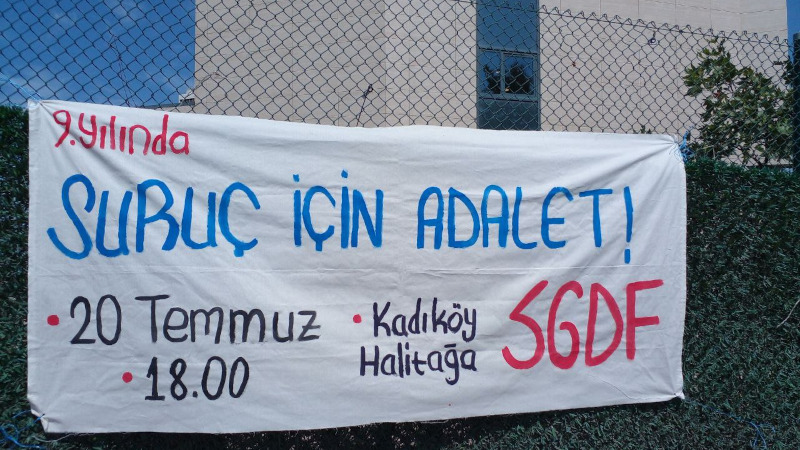 9.Yılında
SURUÇ İÇİN ADALET!
• 20 Temmuz
• 18.00
• Kadıköy
Halitağa
SGDF